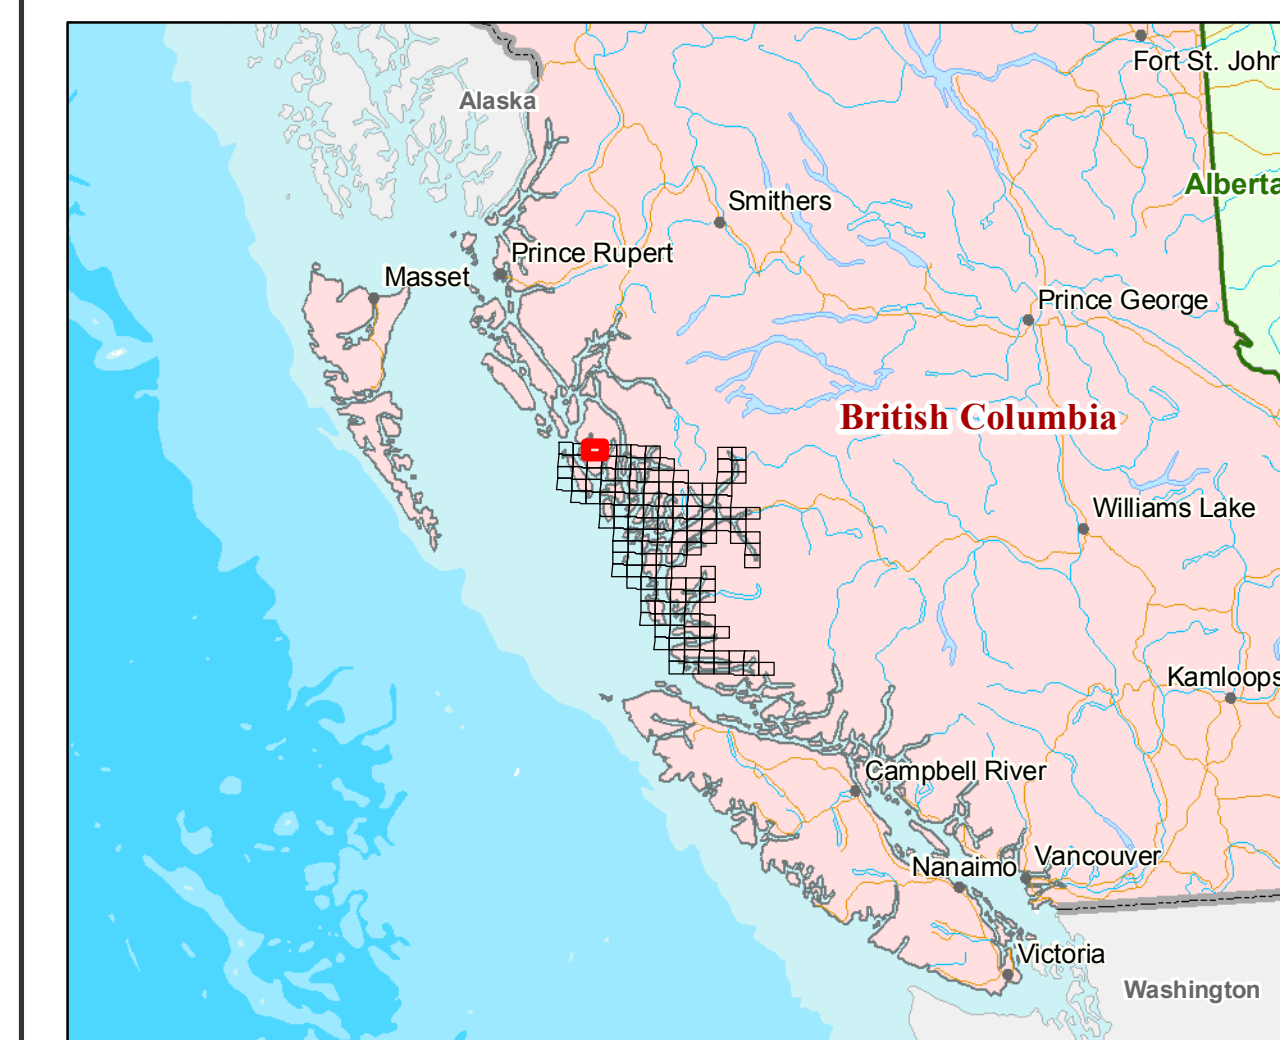 Fort St. John
Alaska
Alberta
Smithers
Prince Rupert
Masset
Prince George
British Columbia
Williams Lake
Kamloops
Campbell River
Vancouver
Nanaimo
Victoria
Washington